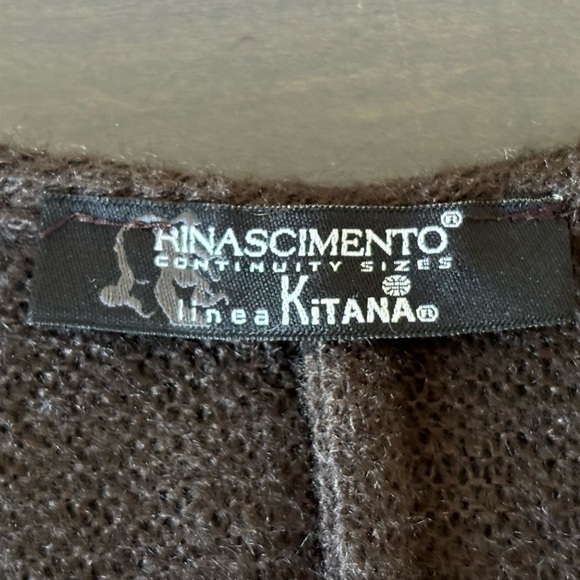 RINASCIMENTO ®
CONTINUITY SIZES
linea KiTANA ®